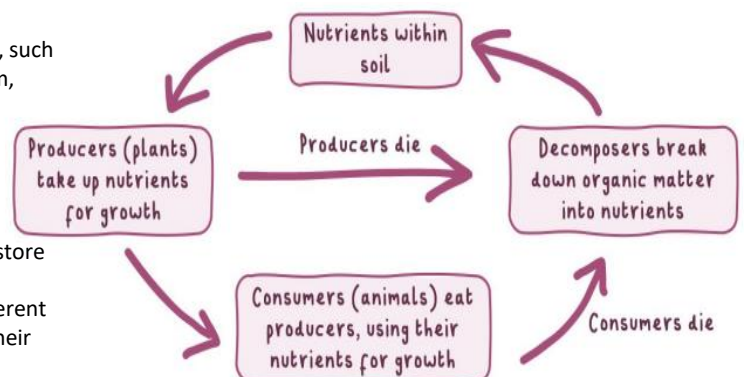 , such
Nutrients within
soil
Producers (plants)
take up nutrients
for growth
Producers die
Decomposers break
down organic matter
into nutrients
store
erent
Consumers (animals) eat
producers, using their
nutrients for growth
Consumers die